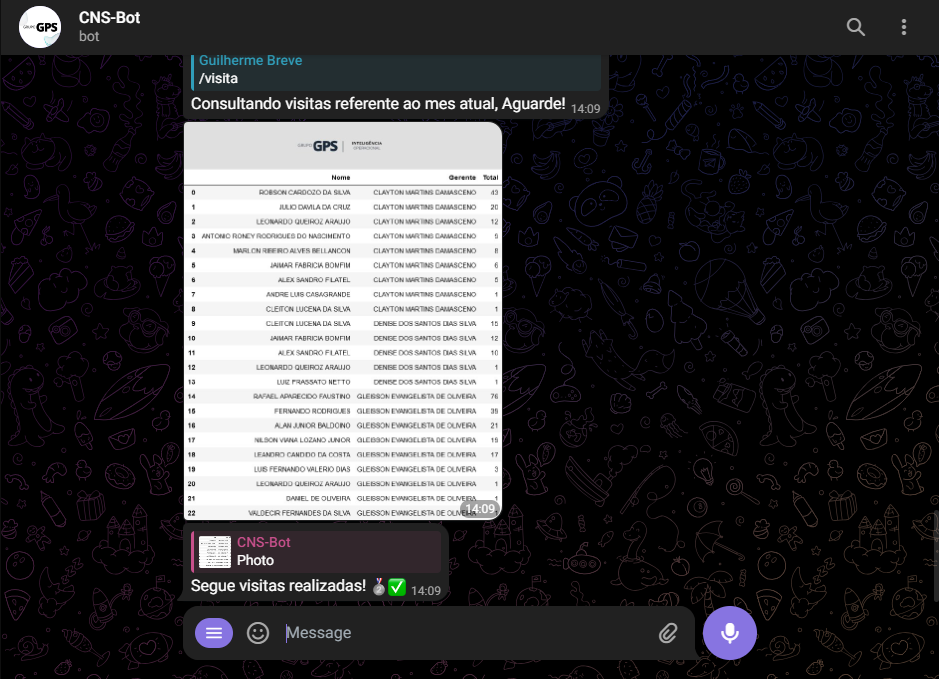 GRUPO GPS
CNS-Bot
bot
Guilherme Breve
/visita
Consultando visitas referente ao mes atual, Aguarde! 14:09
GRUPO GPS | INTELIGÊNCIA OPERACIONAL
Nome Gerente Total
0 ROBSON CARDOZO DA SILVA CLAYTON MARTINS DAMASCENO 43
1 JULIO DAVILA DA CRUZ CLAYTON MARTINS DAMASCENO 20
2 LEONARDO QUEIROZ ARAUJO CLAYTON MARTINS DAMASCENO 12
3 ANTONIO RONEY RODRIGUES DO NASCIMENTO CLAYTON MARTINS DAMASCENO 9
4 MARLON RIBEIRO ALVES BELLANCON CLAYTON MARTINS DAMASCENO 8
5 JAIMAR FABRICIA BOMFIM CLAYTON MARTINS DAMASCENO 6
6 ALEX SANDRO FILATEL CLAYTON MARTINS DAMASCENO 5
7 ANDRE LUIS CASAGRANDE CLAYTON MARTINS DAMASCENO 1
8 CLEITON LUCENA DA SILVA CLAYTON MARTINS DAMASCENO 1
9 CLEITON LUCENA DA SILVA DENISE DOS SANTOS DIAS SILVA 15
10 JAIMAR FABRICIA BOMFIM DENISE DOS SANTOS DIAS SILVA 12
11 ALEX SANDRO FILATEL DENISE DOS SANTOS DIAS SILVA 10
12 LEONARDO QUEIROZ ARAUJO DENISE DOS SANTOS DIAS SILVA 1
13 LUIZ FRASSATO NETTO DENISE DOS SANTOS DIAS SILVA 1
14 RAFAEL APARECIDO FAUSTINO GLEISSON EVANGELISTA DE OLIVEIRA 76
15 FERNANDO RODRIGUES GLEISSON EVANGELISTA DE OLIVEIRA
16 ALAN JUNIOR BALDOINO GLEISSON EVANGELISTA DE OLIVEIRA 21
17 NILSON VIANA LOZANO JUNIOR GLEISSON EVANGELISTA DE OLIVEIRA
18 LEANDRO CANDIDO DA COSTA GLEISSON EVANGELISTA DE OLIVEIRA 17
19 LUIS FERNANDO VALERIO DIAS GLEISSON EVANGELISTA DE OLIVEIRA 3
20 LEONARDO QUEIROZ ARAUJO GLEISSON EVANGELISTA DE OLIVEIRA 1
21 DANIEL DE OLIVEIRA GLEISSON EVANGELISTA DE OLIVEIRA
22 VALDECIR FERNANDES DA SILVA GLEISSON EVANGELISTA DE
14:09
CNS-Bot
Photo
Segue visitas realizadas! 14:09
Message